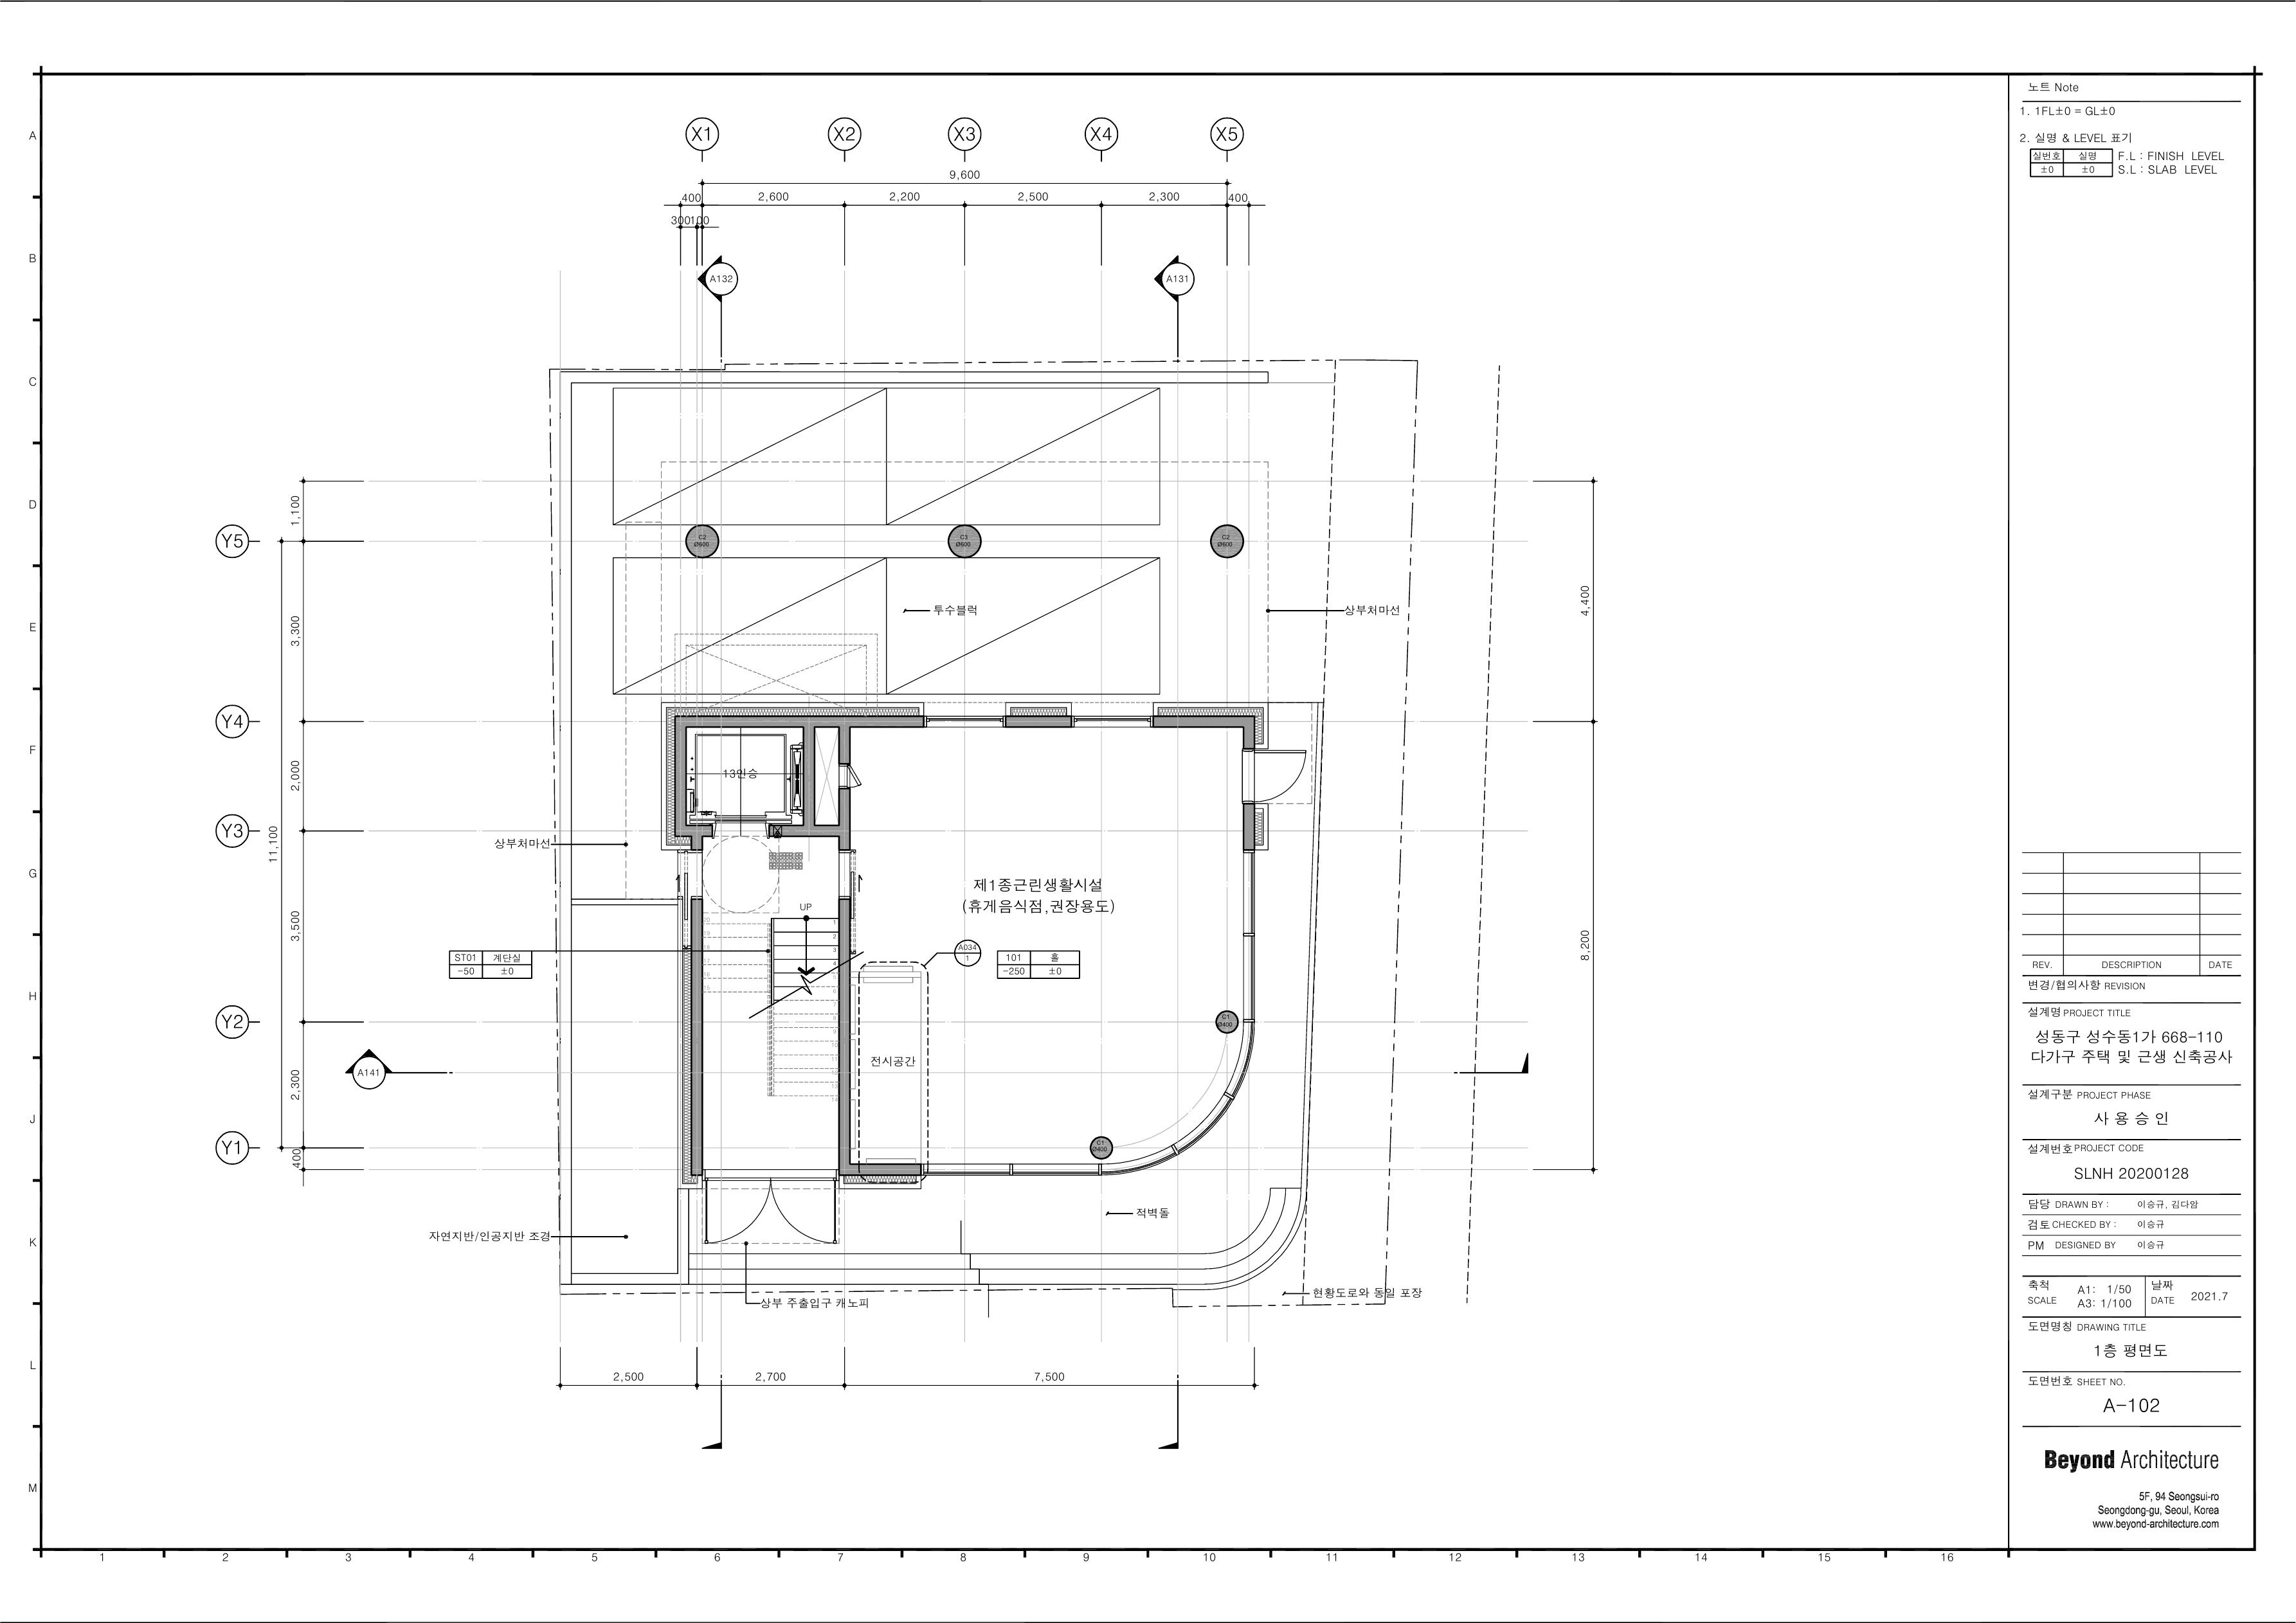 노트 Note
1. 1FL±0 = GL±0
2. 실명 & LEVEL 표기
실번호 실명 F.L : FINISH LEVEL
±0 ±0 S.L : SLAB LEVEL
X1 X2 X3 X4 X5
9,600
400 2,600 2,200 2,500 2,300 400
300 100
A132 A131
Y5 Y4 Y3 Y2 Y1
1,100
3,300
2,000
3,500
2,300
400
11,100
4,400
8,200
C2
Ø600
C3
Ø600
C2
Ø600
투수블럭
상부처마선
13인승
상부처마선
제1종근린생활시설
(휴게음식점,권장용도)
UP
ST01 계단실
-50 ±0
A034
1
101 홀
-250 ±0
C1
Ø400
전시공간
A141
C1
Ø400
적벽돌
자연지반/인공지반 조경
상부 주출입구 캐노피
현황도로와 동일 포장
2,500 2,700 7,500
REV. DESCRIPTION DATE
변경/협의사항 REVISION
설계명 PROJECT TITLE
성동구 성수동1가 668-110
다가구 주택 및 근생 신축공사
설계구분 PROJECT PHASE
사 용 승 인
설계번호 PROJECT CODE
SLNH 20200128
담당 DRAWN BY : 이승규, 김다함
검토 CHECKED BY : 이승규
PM DESIGNED BY 이승규
축척 SCALE
A1: 1/50
A3: 1/100
날짜 DATE
2021.7
도면명칭 DRAWING TITLE
1층 평면도
도면번호 SHEET NO.
A-102
Beyond Architecture
5F, 94 Seongsui-ro
Seongdong-gu, Seoul, Korea
www.beyond-architecture.com
A
B
C
D
E
F
G
H
J
K
L
M
1 2 3 4 5 6 7 8 9 10 11 12 13 14 15 16